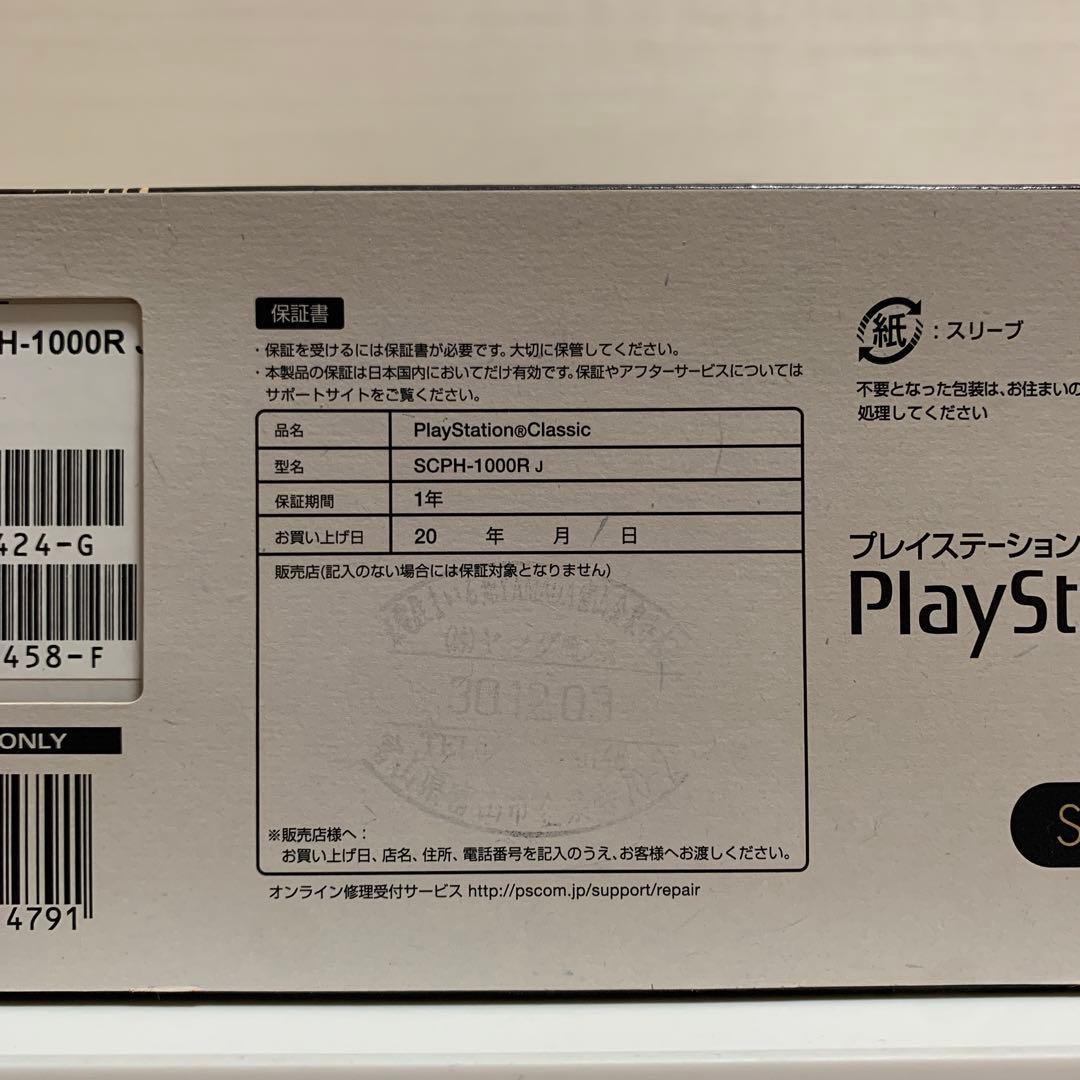 H-1000R J
424-G
458-F
ONLY
4791
保証書
・保証を受けるには保証書が必要です。大切に保管してください。
・本製品の保証は日本国内においてだけ有効です。保証やアフターサービスについては
サポートサイトをご覧ください。
品名 PlayStation®Classic
型名 SCPH-1000R J
保証期間 1年
お買い上げ日 20 年 月 日
販売店(記入のない場合には保証対象となりません)
30.12.03
※販売店様へ：
お買い上げ日、店名、住所、電話番号を記入のうえ、お客様へお渡しください。
オンライン修理受付サービス http://pscom.jp/support/repair
紙：スリーブ
不要となった包装は、お住まいの
処理してください
プレイステーション
PlaySt
S